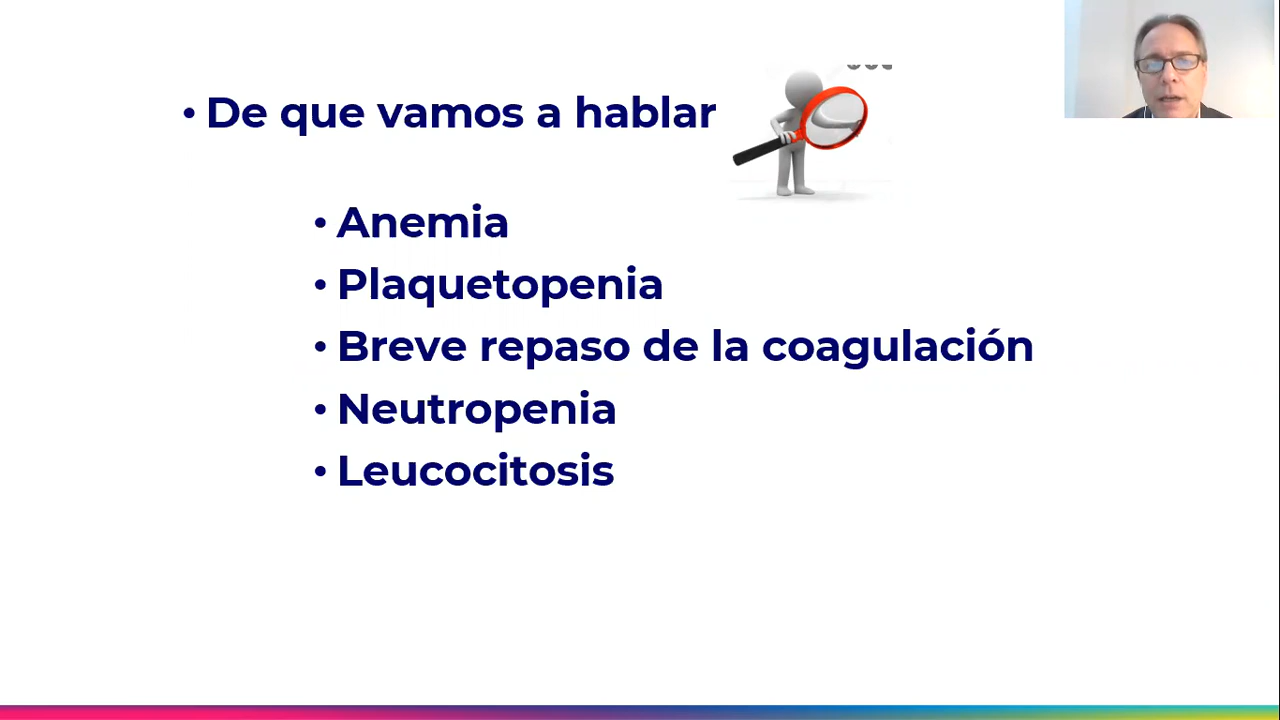 • De que vamos a hablar
• Anemia
• Plaquetopenia
• Breve repaso de la coagulación
• Neutropenia
• Leucocitosis